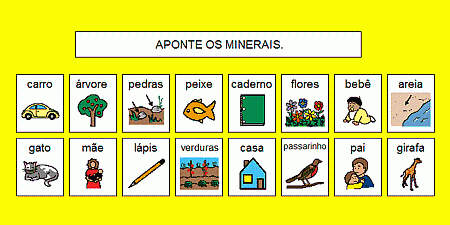 APONTE OS MINERAIS.
carro árvore pedras peixe caderno flores bebê areia
gato mãe lápis verduras casa passarinho pai girafa